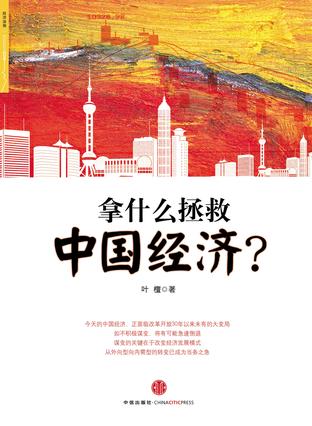 拿什么拯救
中国经济?
叶 檀 ◎ 著
今天的中国经济,正面临改革开放30年以来未有的大变局
如不积极谋变,将有可能急速倒退
谋变的关键在于改变经济发展模式
从外向型向内需型的转变已成为当务之急
中信出版社·CHINACITICPRESS